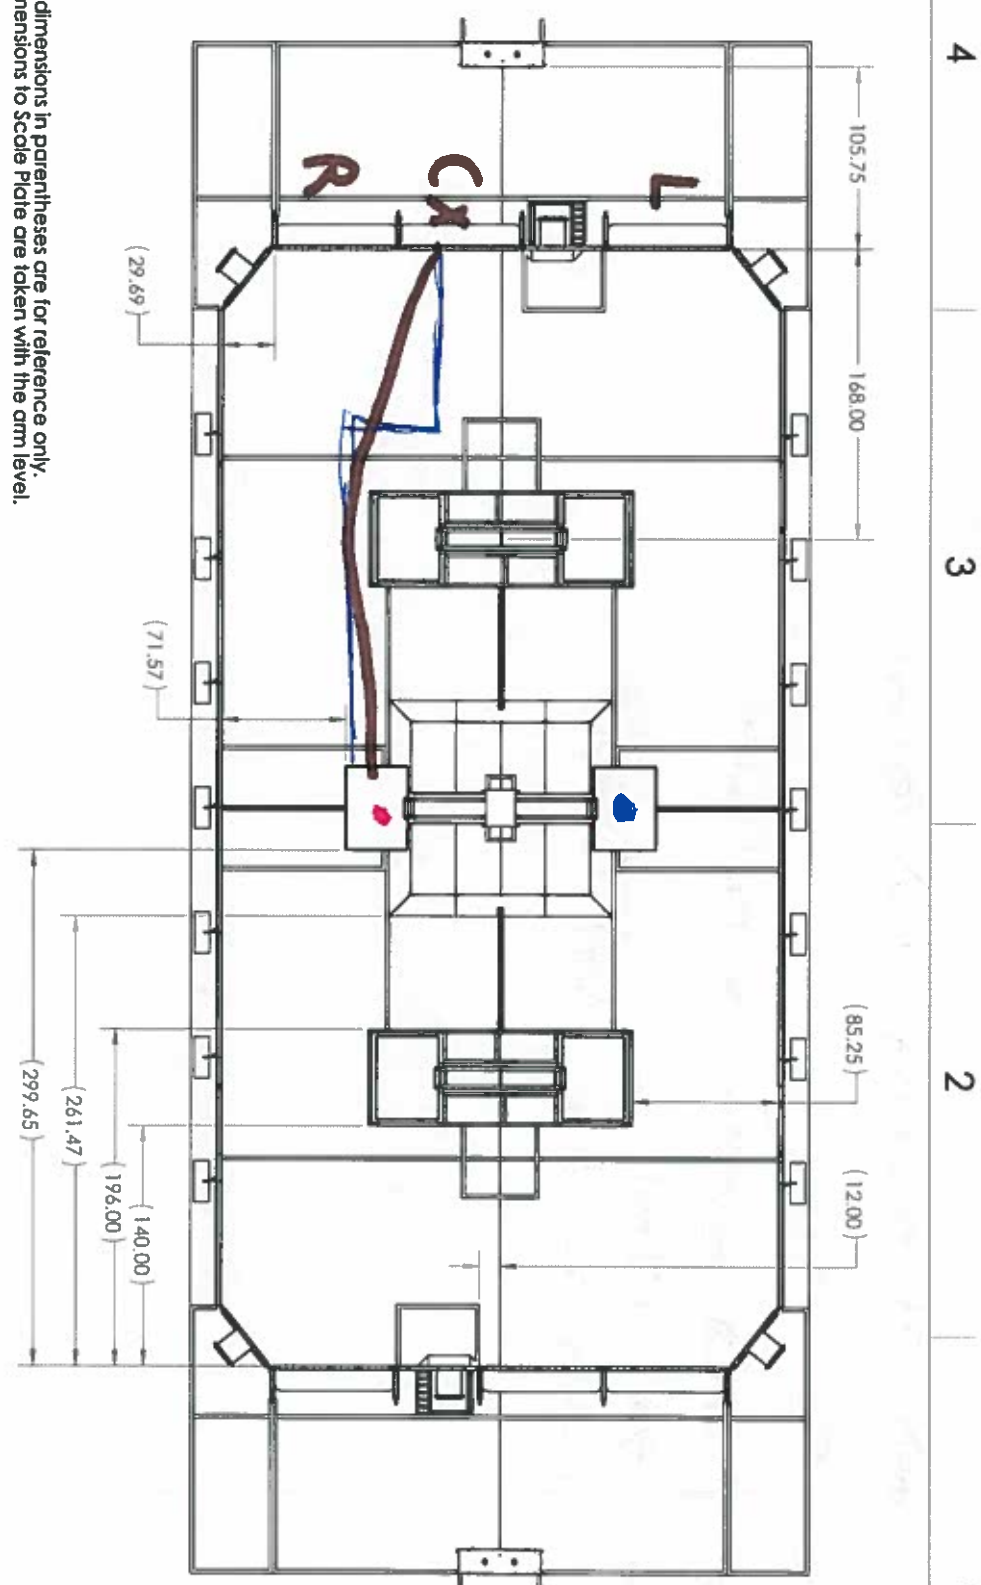 4
3
2
105.75
168.00
(85.25)
(12.00)
L
C x
R
(29.69)
(71.57)
(140.00)
(196.00)
(261.47)
(299.65)
dimensions in parentheses are for reference only.
mensions to Scale Plate are taken with the arm level.